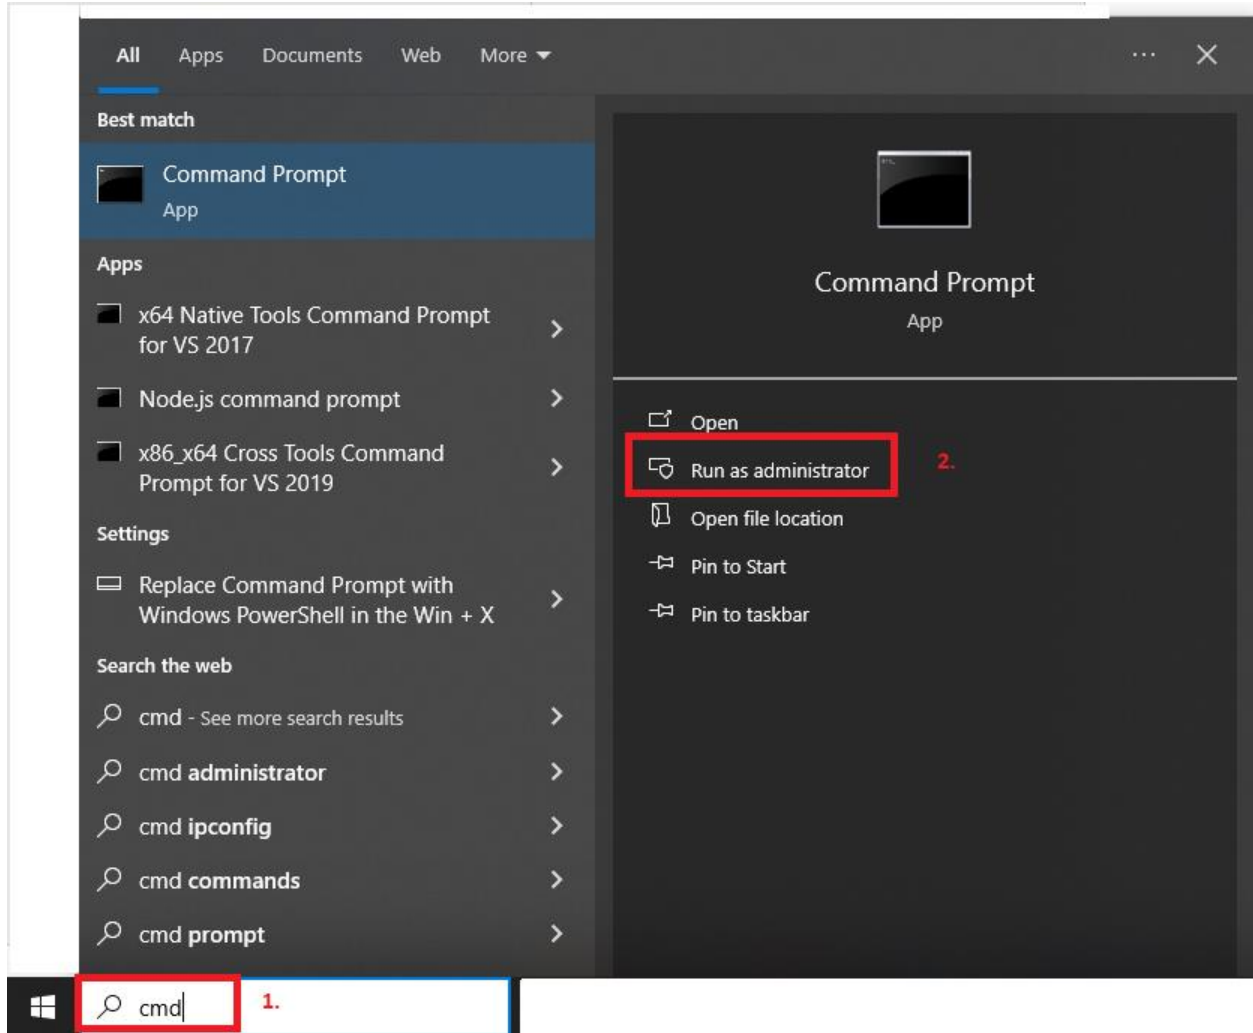 All Apps Documents Web More
Best match
Command Prompt
App
Apps
x64 Native Tools Command Prompt
for VS 2017
Node.js command prompt
x86_x64 Cross Tools Command
Prompt for VS 2019
Settings
Replace Command Prompt with
Windows PowerShell in the Win + X
Search the web
cmd - See more search results
cmd administrator
cmd ipconfig
cmd commands
cmd prompt
Command Prompt
App
Open
Run as administrator 2.
Open file location
Pin to Start
Pin to taskbar
cmd 1.